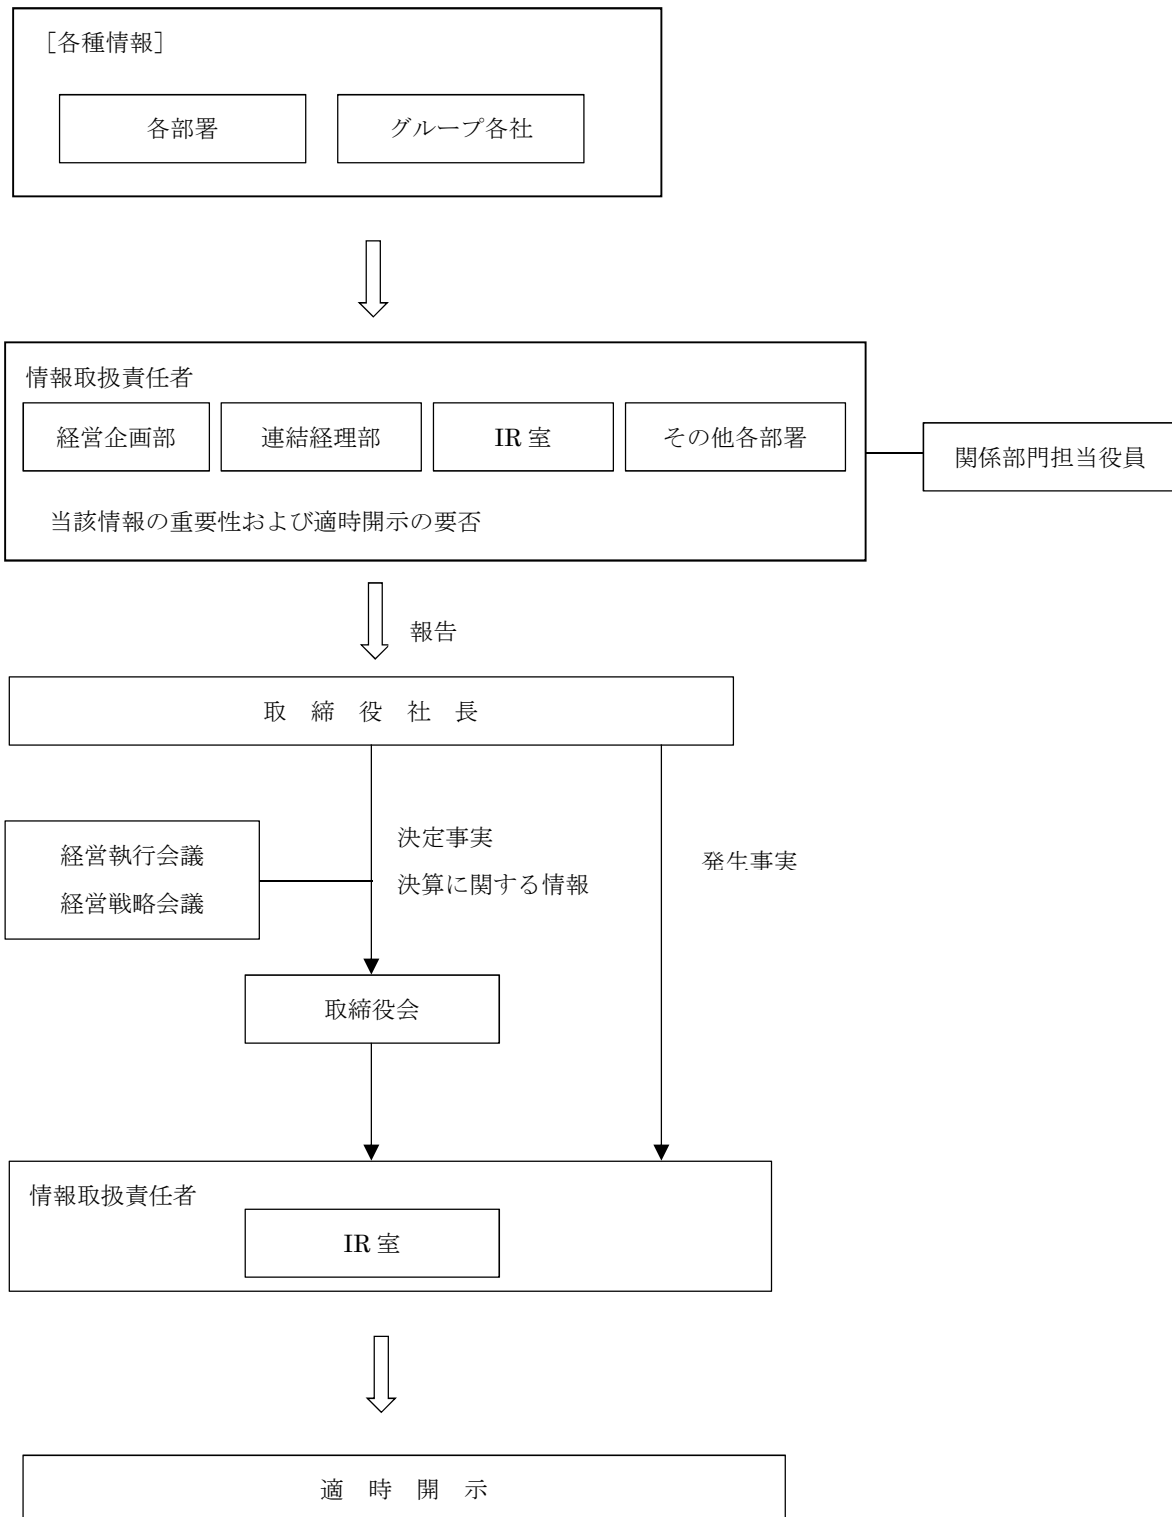 ［各種情報］
各部署
グループ各社
情報取扱責任者
経営企画部
連結経理部
IR 室
その他各部署
関係部門担当役員
当該情報の重要性および適時開示の要否
報告
取　締　役　社　長
経営執行会議
経営戦略会議
決定事実
決算に関する情報
発生事実
取締役会
情報取扱責任者
IR 室
適　時　開　示